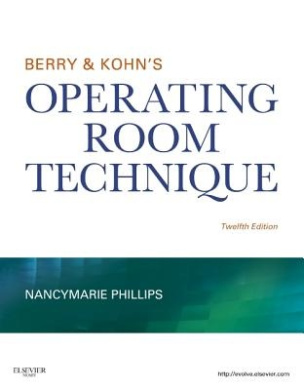 BERRY & KOHN'S
OPERATING
ROOM
TECHNIQUE
Twelfth Edition
NANCYMARIE PHILLIPS
ELSEVIER
MOSBY
http://evolve.elsevier.com